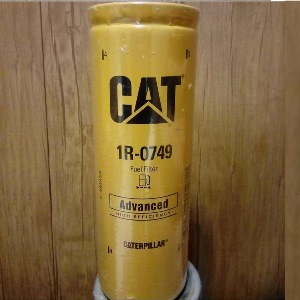 CAT
1R-0749
Fuel Filter
Advanced
HIGH EFFICIENCY
CATERPILLAR